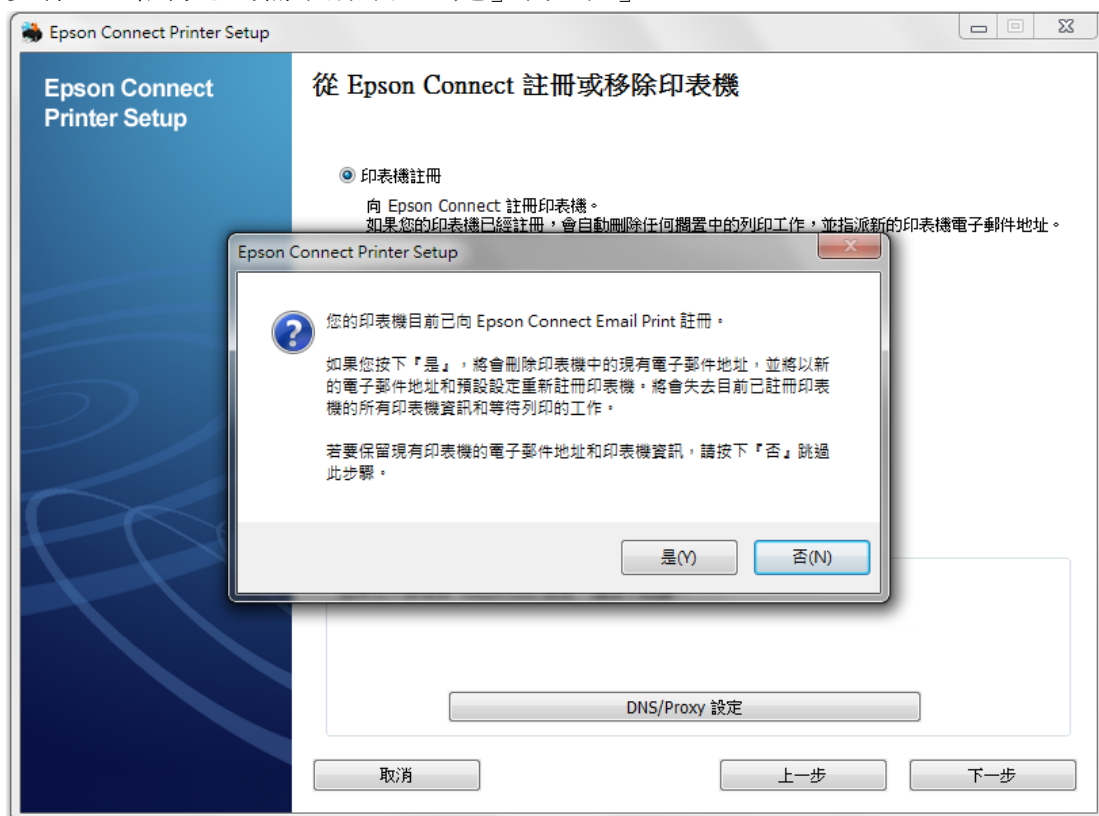 Epson Connect Printer Setup
Epson Connect
Printer Setup
從 Epson Connect 註冊或移除印表機
印表機註冊
向 Epson Connect 註冊印表機。
如果您的印表機已經註冊，會自動刪除任何擱置中的列印工作，並指派新的印表機電子郵件地址。
Epson Connect Printer Setup
您的印表機目前已向 Epson Connect Email Print 註冊。
如果您按下『是』，將會刪除印表機中的現有電子郵件地址，並將以新
的電子郵件地址和預設設定重新註冊印表機。將會失去目前已註冊印表
機的所有印表機資訊和等待列印的工作。
若要保留現有印表機的電子郵件地址和印表機資訊，請按下『否』跳過
此步驟。
是(Y)
否(N)
DNS/Proxy 設定
取消
上一步
下一步